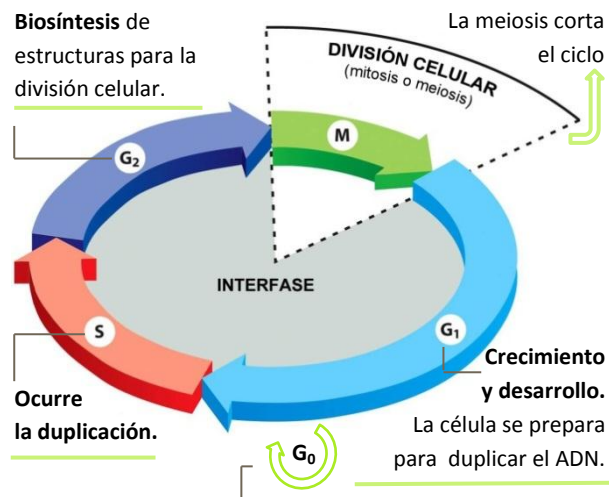 Biosíntesis de
estructuras para la
división celular.
La meiosis corta
el ciclo
DIVISIÓN CELULAR
(mitosis o meiosis)
M
G₂
INTERFASE
S
G₁
Ocurre
la duplicación.
Crecimiento
y desarrollo.
La célula se prepara
para duplicar el ADN.
G₀